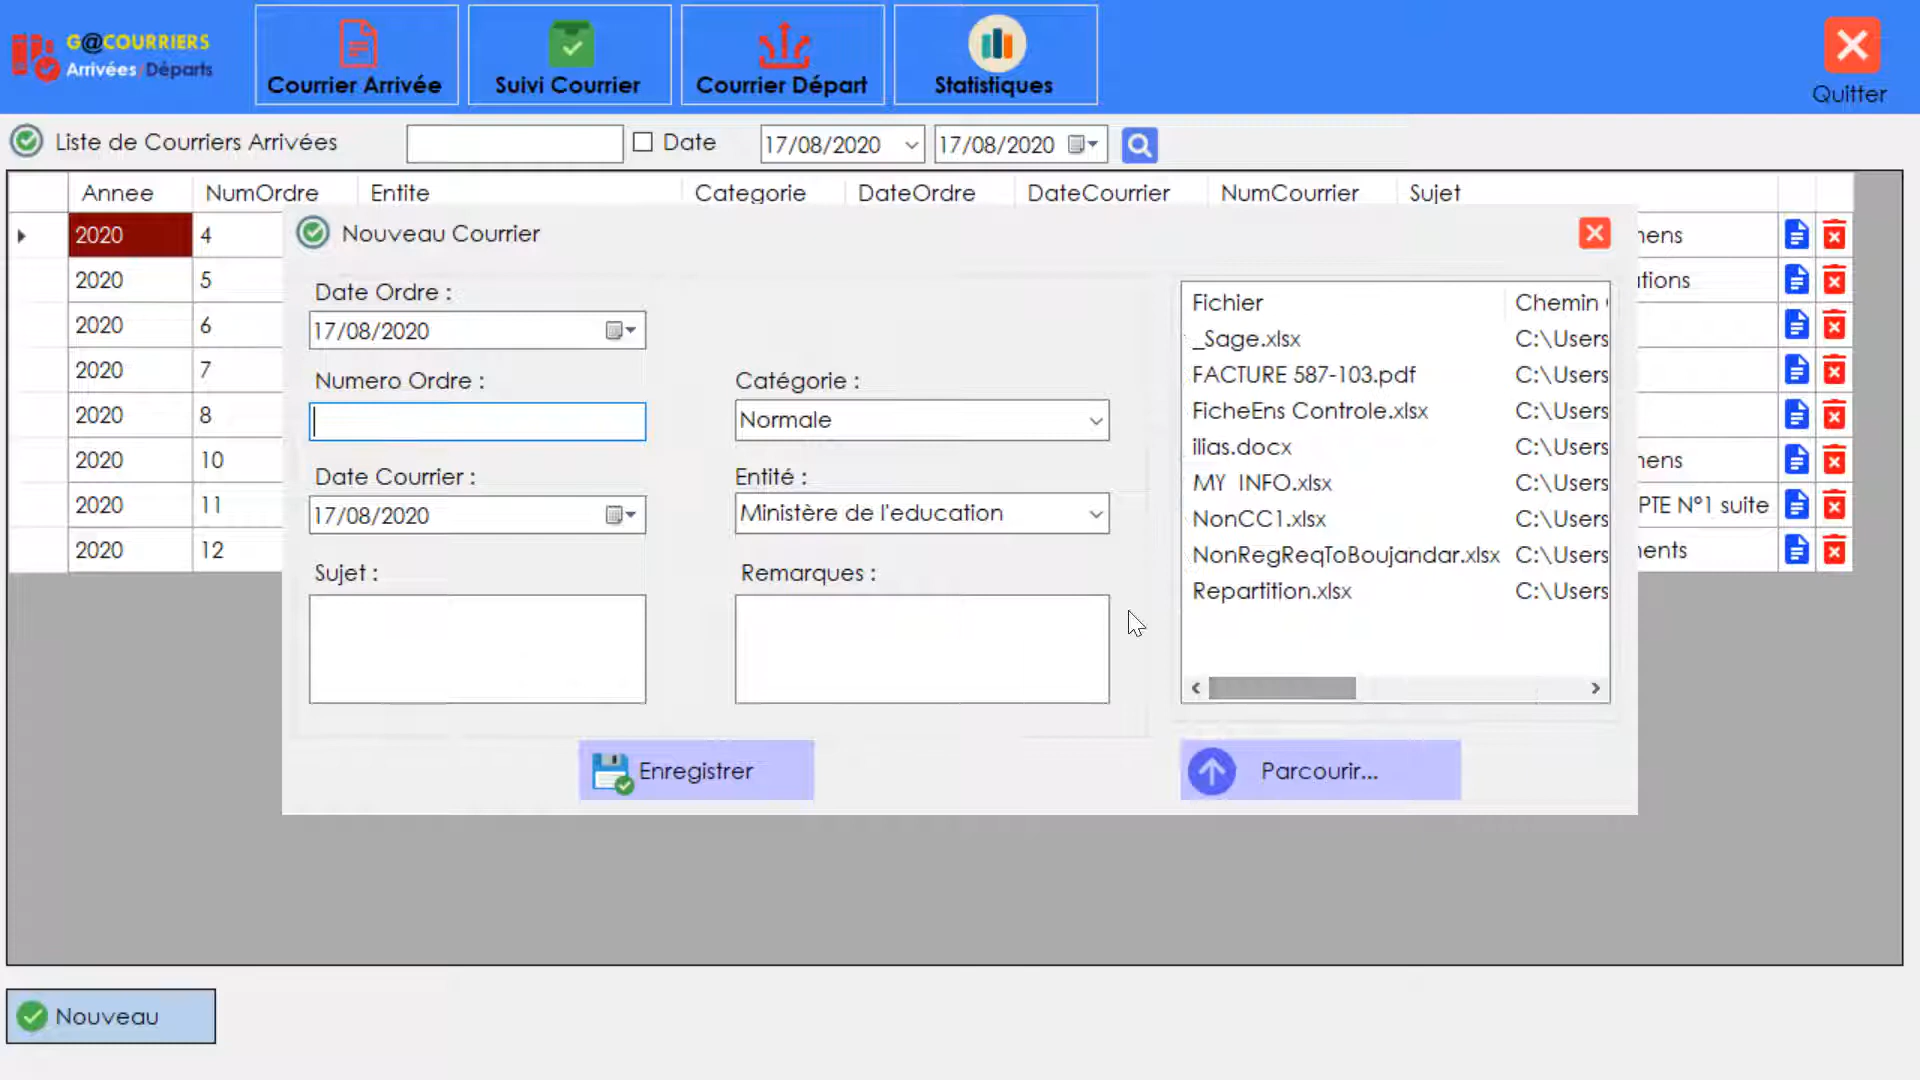 G@COURRIERS
Arrivées/Départs
Courrier Arrivée
Suivi Courrier
Courrier Départ
Statistiques
Quitter
Liste de Courriers Arrivées
Date
17/08/2020
17/08/2020
Annee NumOrdre Entite Categorie DateOrdre DateCourrier NumCourrier Sujet
2020 4
2020 5
2020 6
2020 7
2020 8
2020 10
2020 11 PTE N°1 suite
2020 12
Nouveau Courrier
Date Ordre :
17/08/2020
Numero Ordre :
Catégorie :
Normale
Date Courrier :
17/08/2020
Entité :
Ministère de l'education
Sujet :
Remarques :
Fichier Chemin
_Sage.xlsx C:\Users
FACTURE 587-103.pdf C:\Users
FicheEns Controle.xlsx C:\Users
ilias.docx C:\Users
MY INFO.xlsx C:\Users
NonCC1.xlsx C:\Users
NonRegReqToBoujandar.xlsx C:\Users
Repartition.xlsx C:\Users
Enregistrer
Parcourir...
Nouveau